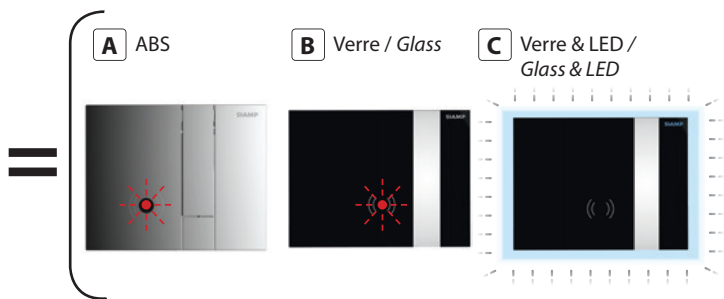 A ABS
B Verre / Glass
C Verre & LED /
Glass & LED
SIAMP
SIAMP
SIAMP